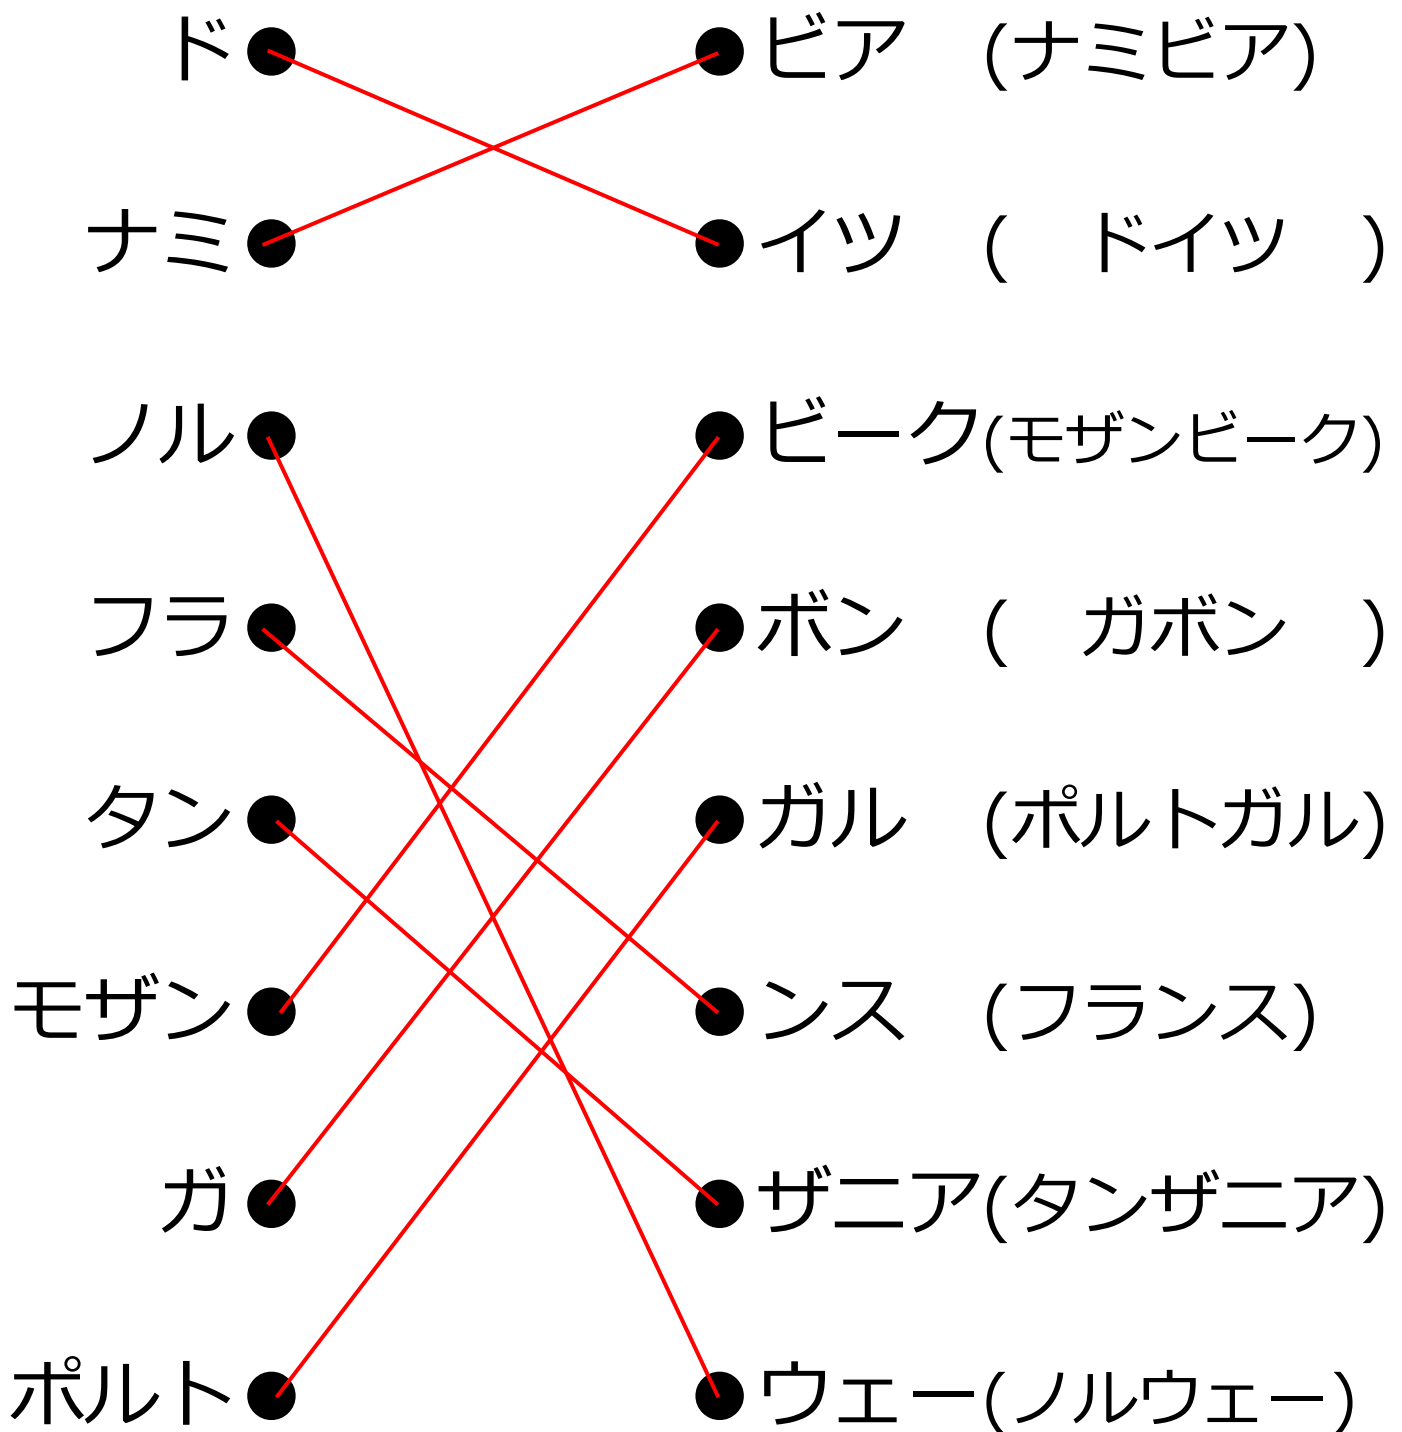 ド ビア (ナミビア)
ナミ イツ ( ドイツ )
ノル ビーク(モザンビーク)
フラ ボン ( ガボン )
タン ガル (ポルトガル)
モザン ンス (フランス)
ガ ザニア(タンザニア)
ポルト ウェー(ノルウェー)